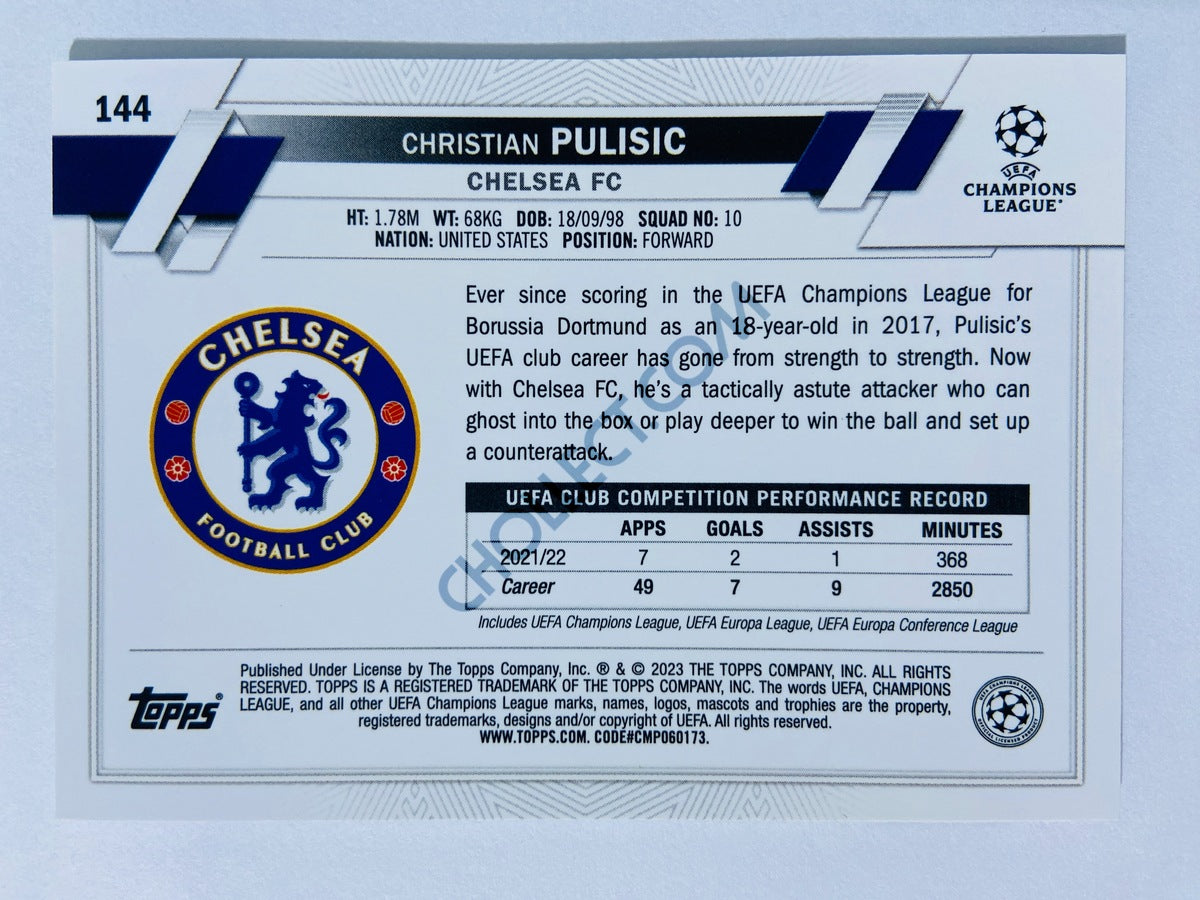 144
CHRISTIAN PULISIC
CHELSEA FC
UEFA
CHAMPIONS
LEAGUE
HT: 1.78M WT: 68KG DOB: 18/09/98 SQUAD NO: 10
NATION: UNITED STATES POSITION: FORWARD
CHELSEA
FOOTBALL CLUB
Ever since scoring in the UEFA Champions League for
Borussia Dortmund as an 18-year-old in 2017, Pulisic's
UEFA club career has gone from strength to strength. Now
with Chelsea FC, he's a tactically astute attacker who can
ghost into the box or play deeper to win the ball and set up
a counterattack.
CHOLLECT.COM
UEFA CLUB COMPETITION PERFORMANCE RECORD
APPS GOALS ASSISTS MINUTES
2021/22 7 2 1 368
Career 49 7 9 2850
Includes UEFA Champions League, UEFA Europa League, UEFA Europa Conference League
topps®
Published Under License by The Topps Company, Inc. ® & © 2023 THE TOPPS COMPANY, INC. ALL RIGHTS
RESERVED. TOPPS IS A REGISTERED TRADEMARK OF THE TOPPS COMPANY, INC. The words UEFA, CHAMPIONS
LEAGUE, and all other UEFA Champions League marks, names, logos, mascots and trophies are the property,
registered trademarks, designs and/or copyright of UEFA. All rights reserved.
WWW.TOPPS.COM. CODE#CMP060173.
UEFA CHAMPIONS LEAGUE
OFFICIAL LICENSED PRODUCT